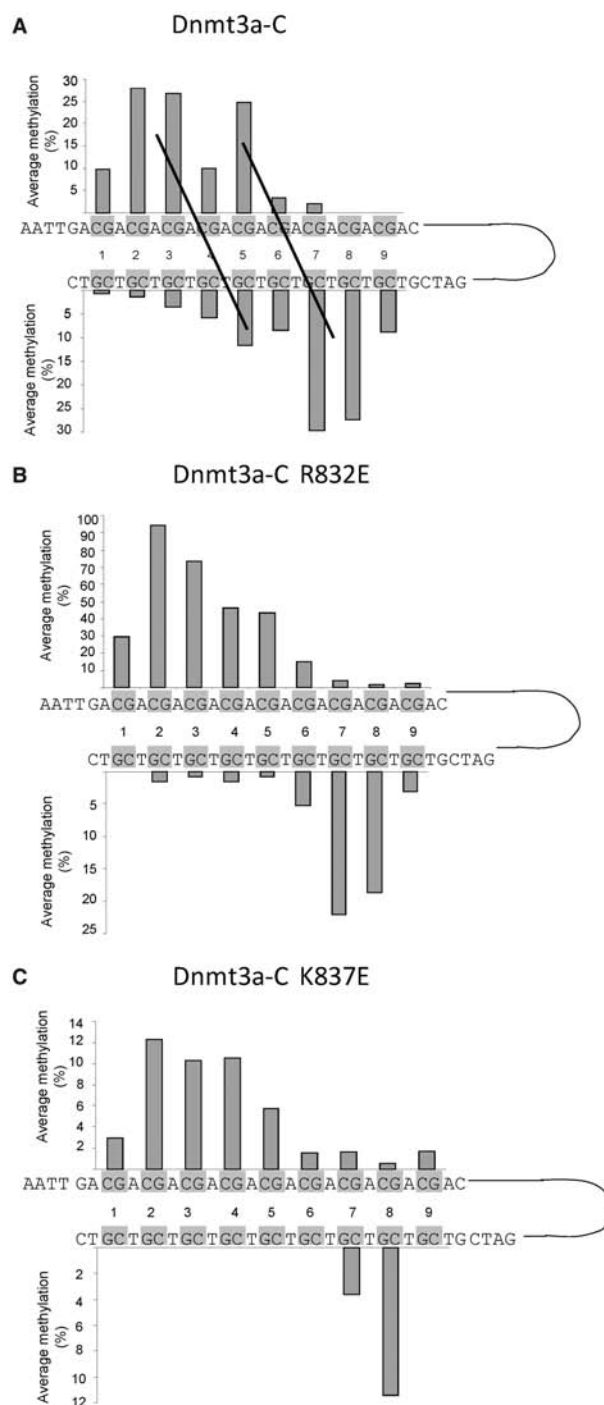 A
Dnmt3a-C
Average methylation
(%)
30
25
20
15
10
5
AATTGACGACGACGACGACGACGACGACGAC
1 2 3 4 5 6 7 8 9
CTGCTGCTGCTGCTGCTGCTGCTGCTGCTAG
5
10
15
20
25
30
Average methylation
(%)
B
Dnmt3a-C R832E
Average methylation
(%)
100
90
80
70
60
50
40
30
20
10
AATTGACGACGACGACGACGACGACGACGAC
1 2 3 4 5 6 7 8 9
CTGCTGCTGCTGCTGCTGCTGCTGCTGCTAG
5
10
15
20
25
Average methylation
(%)
C
Dnmt3a-C K837E
Average methylation
(%)
14
12
10
8
6
4
2
AATT GACGACGACGACGACGACGACGACGAC
1 2 3 4 5 6 7 8 9
CTGCTGCTGCTGCTGCTGCTGCTGCTGCTAG
2
4
6
8
10
12
Average methylation
(%)